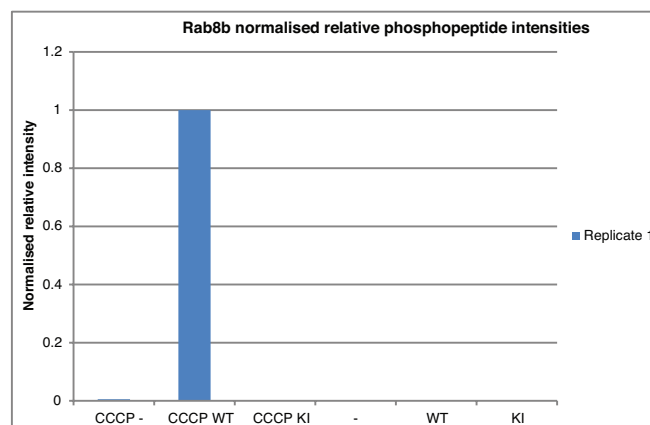 Rab8b normalised relative phosphopeptide intensities
Normalised relative intensity
1.2
1
0.8
0.6
0.4
0.2
0
CCCP - CCCP WT CCCP KI - WT KI
Replicate 1